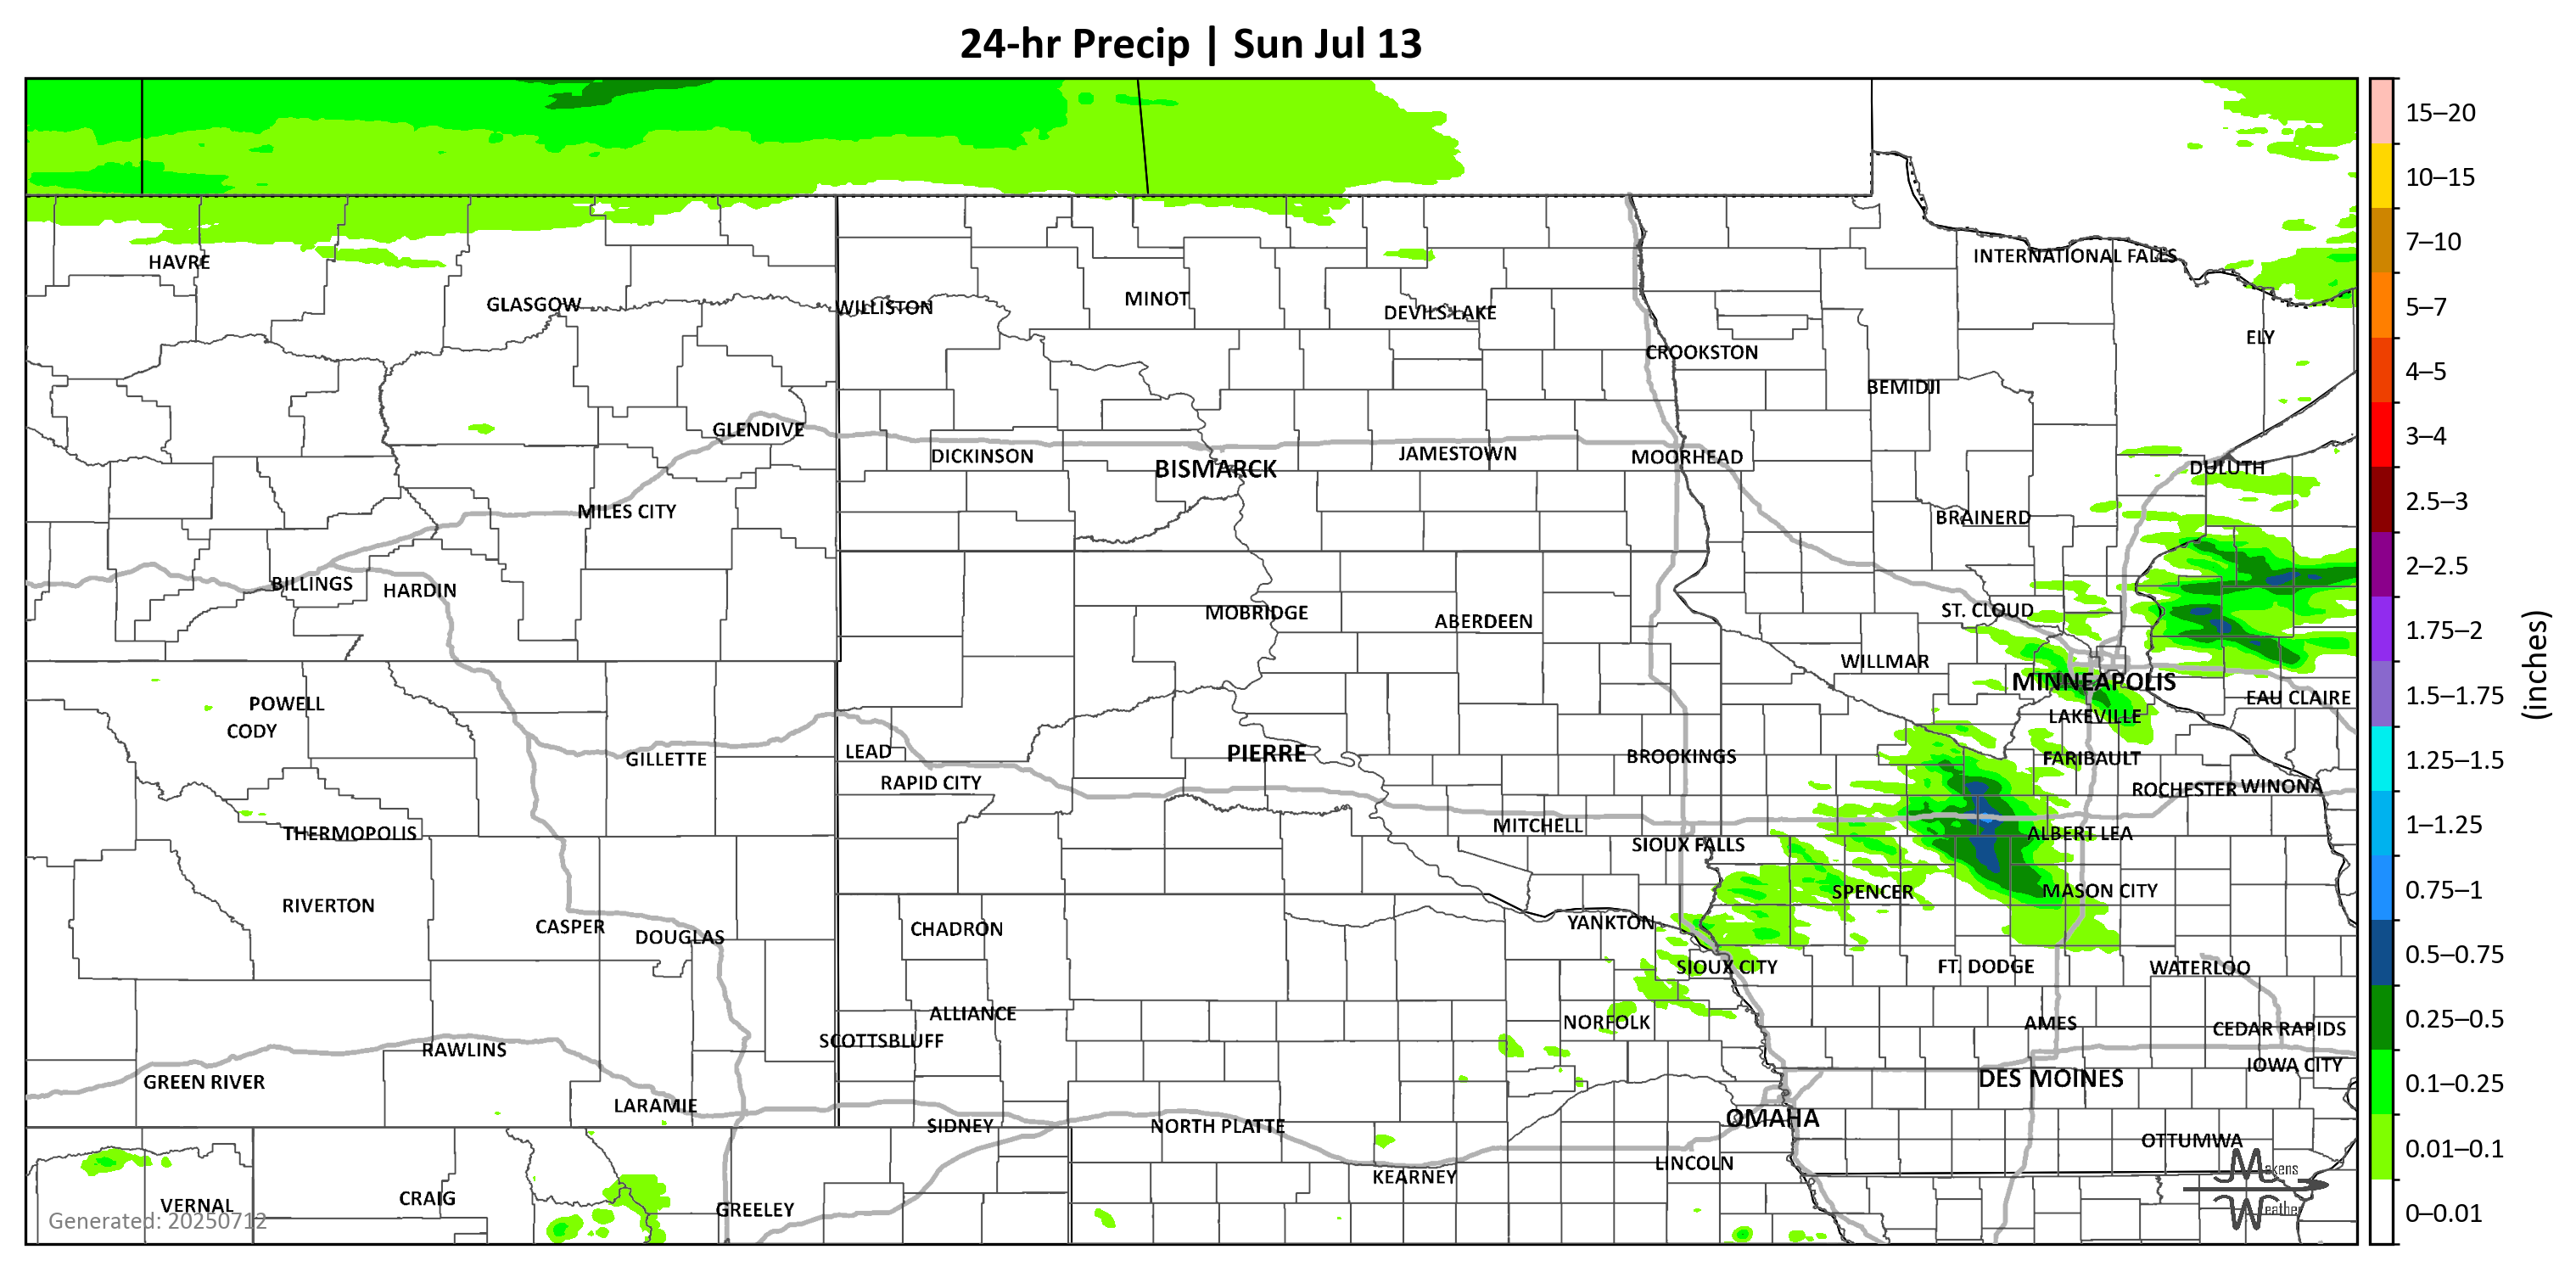 24-hr Precip | Sun Jul 13
15–20
10–15
7–10
5–7
4–5
3–4
2.5–3
2–2.5
1.75–2
1.5–1.75
1.25–1.5
1–1.25
0.75–1
0.5–0.75
0.25–0.5
0.1–0.25
0.01–0.1
0–0.01
(inches)
INTERNATIONAL FALLS
HAVRE
GLASGOW
WILLISTON
MINOT
DEVILS LAKE
ELY
CROOKSTON
BEMIDJI
GLENDIVE
DICKINSON
BISMARCK
JAMESTOWN
MOORHEAD
DULUTH
MILES CITY
BRAINERD
BILLINGS
HARDIN
MOBRIDGE
ABERDEEN
ST. CLOUD
WILLMAR
MINNEAPOLIS
EAU CLAIRE
POWELL
CODY
LAKEVILLE
GILLETTE
LEAD
PIERRE
BROOKINGS
FARIBAULT
RAPID CITY
ROCHESTER
WINONA
THERMOPOLIS
MITCHELL
SIOUX FALLS
ALBERT LEA
RIVERTON
SPENCER
MASON CITY
CASPER
DOUGLAS
CHADRON
YANKTON
SIOUX CITY
FT. DODGE
WATERLOO
ALLIANCE
NORFOLK
AMES
CEDAR RAPIDS
RAWLINS
SCOTTSBLUFF
IOWA CITY
GREEN RIVER
DES MOINES
LARAMIE
SIDNEY
NORTH PLATTE
OMAHA
OTTUMWA
LINCOLN
KEARNEY
VERNAL
CRAIG
GREELEY
Generated: 20250712
Makens
Weather